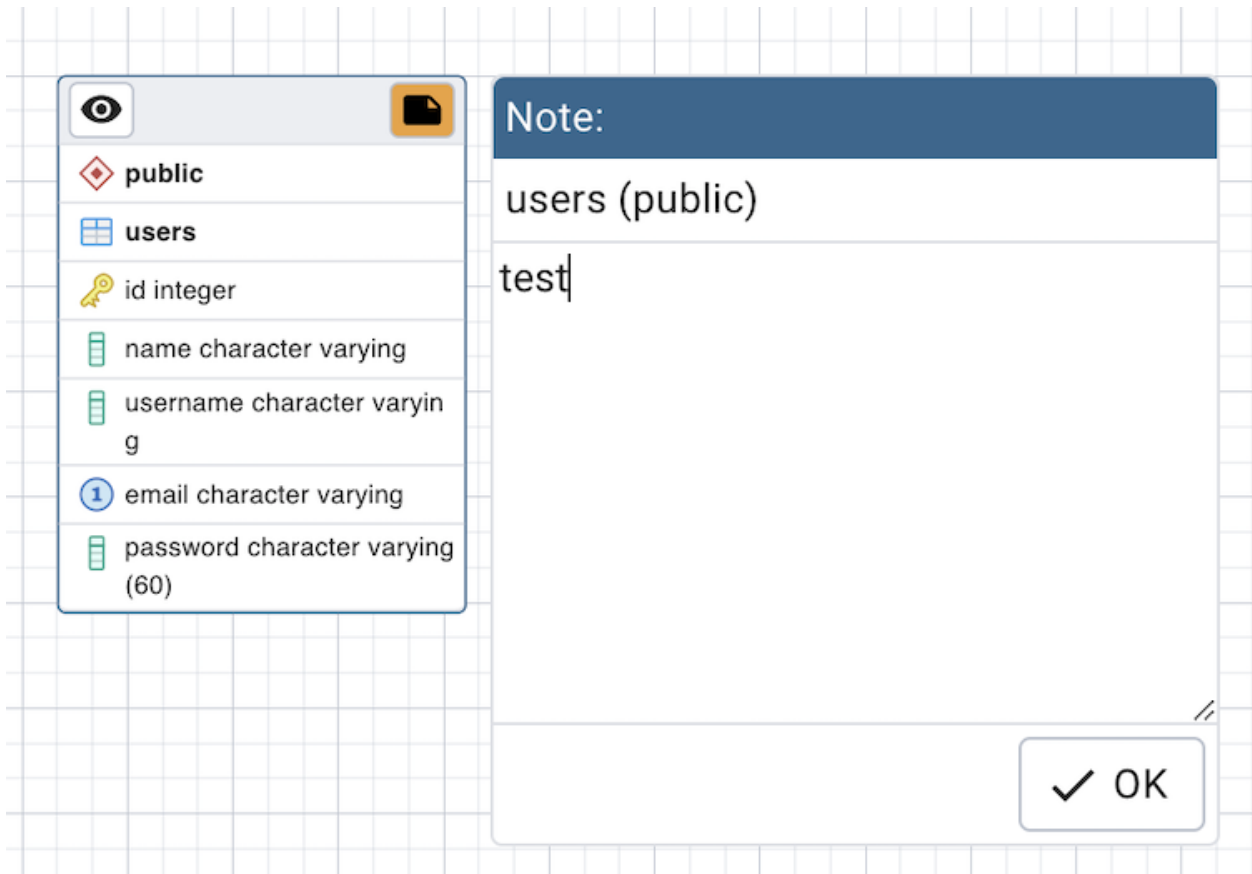 public
users
id integer
name character varying
username character varyin
g
1 email character varying
password character varying
(60)
Note:
users (public)
test
OK